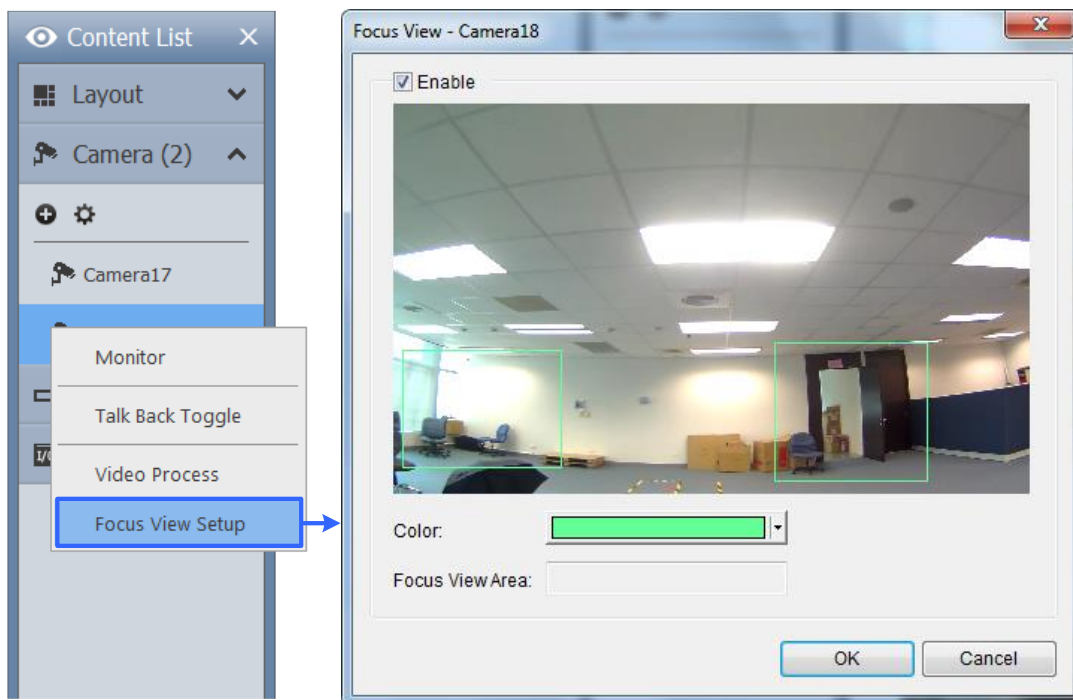 Content List
Layout
Camera (2)
Camera17
Monitor
Talk Back Toggle
Video Process
Focus View Setup
Focus View - Camera18
Enable
Color:
Focus View Area:
OK
Cancel